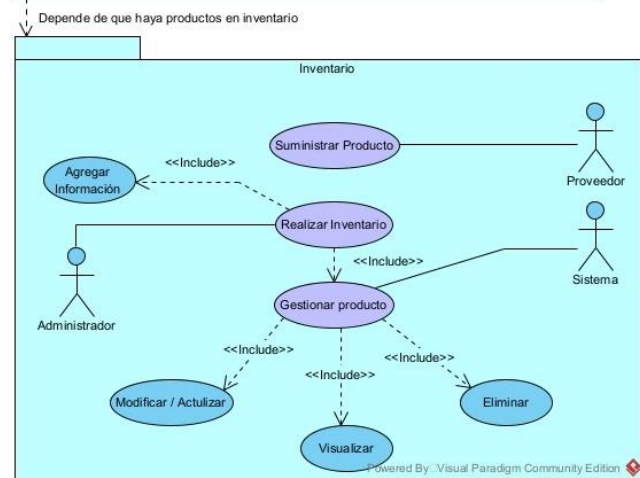 Depende de que haya productos en inventario
Inventario
Suministrar Producto
Proveedor
<<Include>>
Agregar
Información
Realizar Inventario
<<Include>>
Sistema
Administrador
Gestionar producto
<<Include>>
<<Include>>
<<Include>>
Modificar / Actulizar
Eliminar
Visualizar
Powered By Visual Paradigm Community Edition